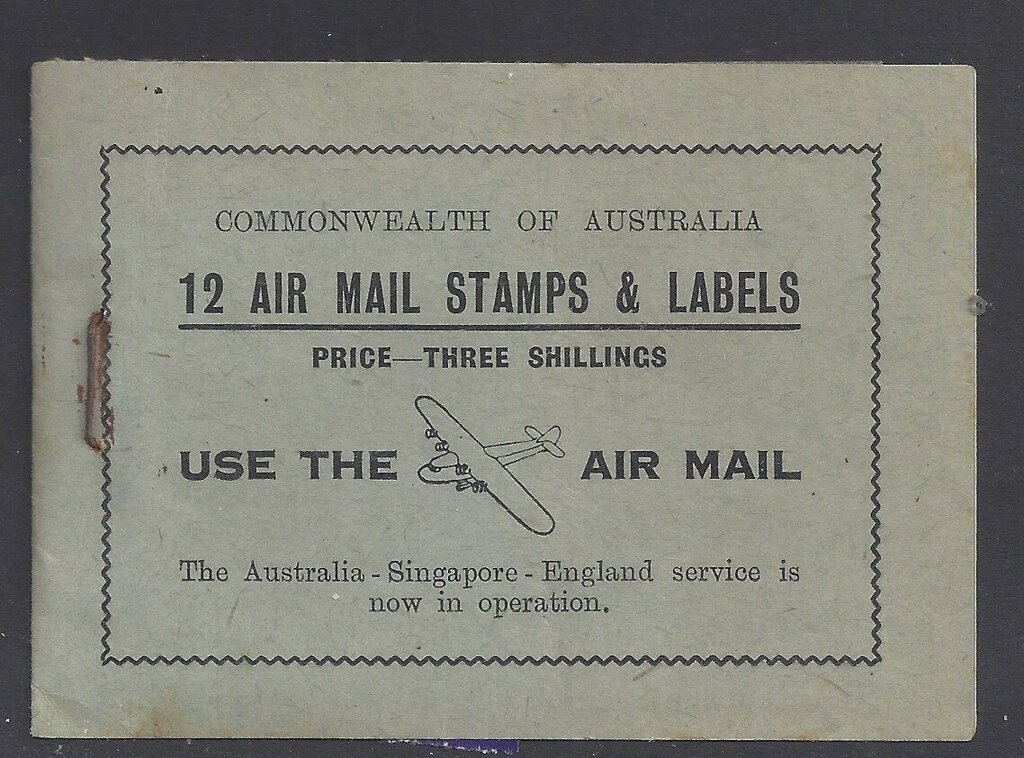 COMMONWEALTH OF AUSTRALIA
12 AIR MAIL STAMPS & LABELS
PRICE—THREE SHILLINGS
USE THE AIR MAIL
The Australia - Singapore - England service is
now in operation.